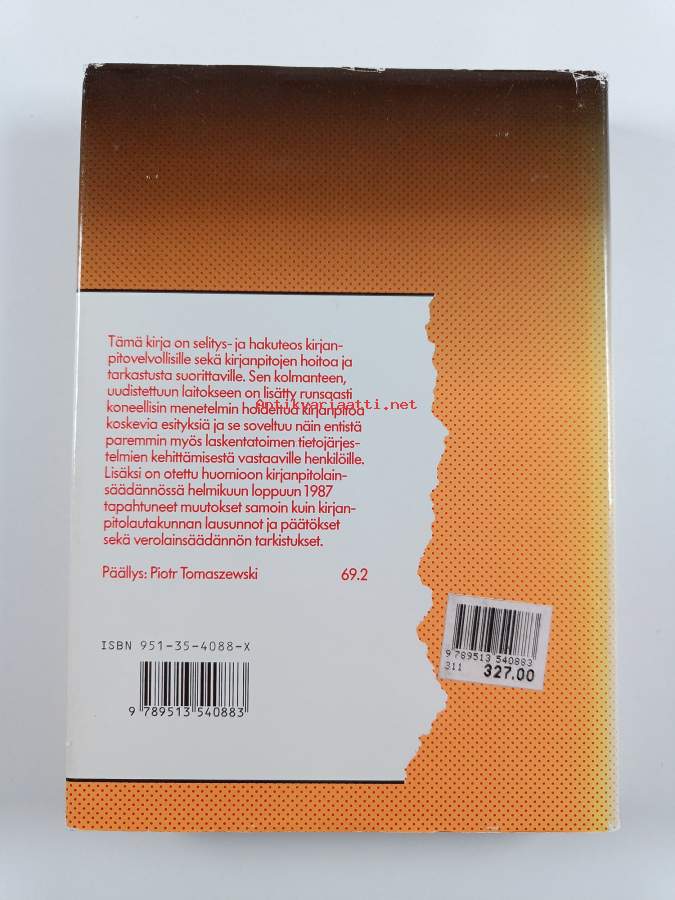 Tämä kirja on selitys- ja hakuteos kirjan-
pitovelvollisille sekä kirjanpitojen hoitoa ja
tarkastusta suorittaville. Sen kolmanteen,
uudistettuun laitokseen on lisätty runsaasti
Optikvariaatti.net
koneellisin menetelmin hoidettua kirjanpitoa
koskevia esityksiä ja se soveltuu näin entistä
paremmin myös laskentatoimen tietojärjes-
telmien kehittämisestä vastaaville henkilöille.
Lisäksi on otettu huomioon kirjanpitolain-
säädännössä helmikuun loppuun 1987
tapahtuneet muutokset samoin kuin kirjan-
pitolautakunnan lausunnot ja päätökset
sekä verolainsäädännön tarkistukset.
Päällys: Piotr Tomaszewski 69.2
ISBN 951-35-4088-X
9 789513 540883
9 789513 540883
311 327.00